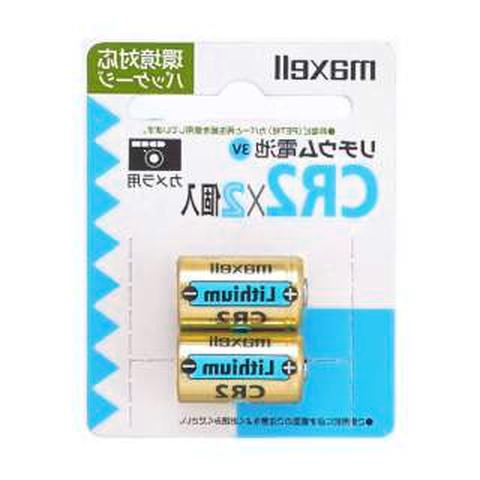 maxell
環境対応
パッケージ
リチウム電池 3V
カメラ用
CR2×2個入
maxell
+ Lithium −
CR2
maxell
+ Lithium −
CR2